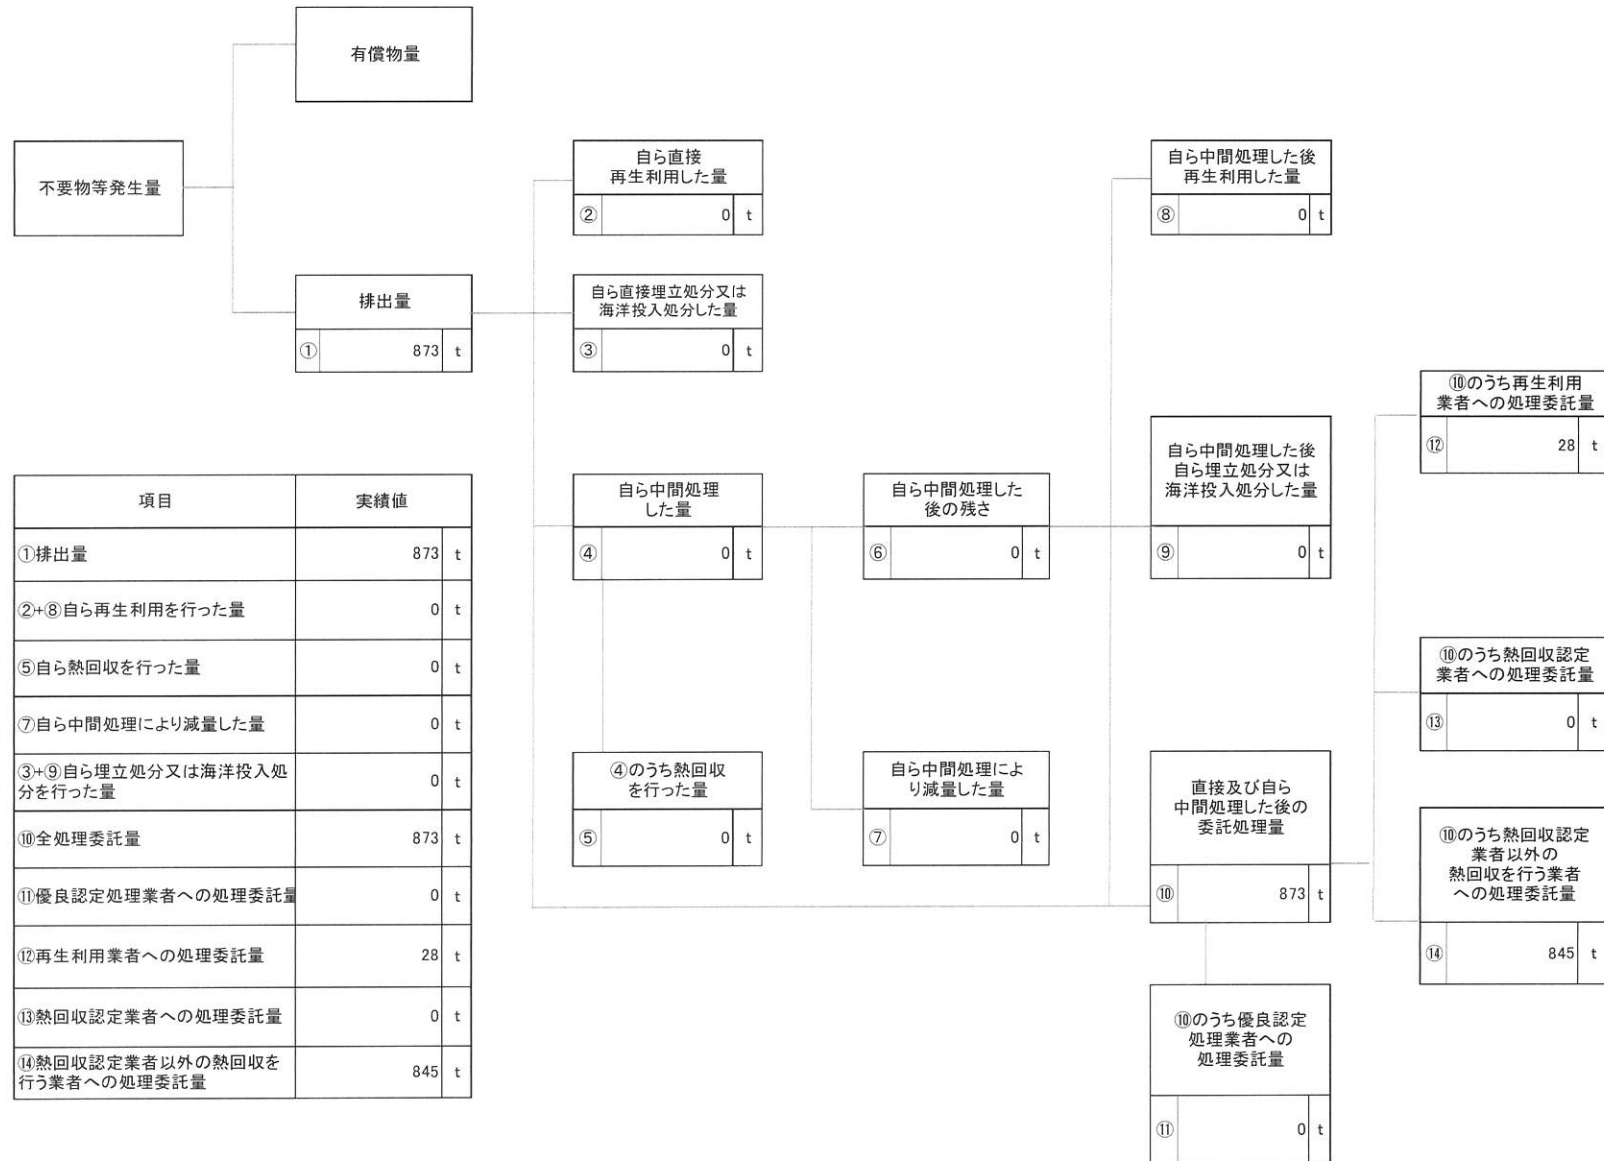 有償物量
不要物等発生量
排出量
① 873 t
自ら直接
再生利用した量
② 0 t
自ら直接埋立処分又は
海洋投入処分した量
③ 0 t
自ら中間処理
した量
④ 0 t
④のうち熱回収
を行った量
⑤ 0 t
自ら中間処理した
後の残さ
⑥ 0 t
自ら中間処理によ
り減量した量
⑦ 0 t
自ら中間処理した後
再生利用した量
⑧ 0 t
自ら中間処理した後
自ら埋立処分又は
海洋投入処分した量
⑨ 0 t
直接及び自ら
中間処理した後の
委託処理量
⑩ 873 t
⑩のうち優良認定
処理業者への
処理委託量
⑪ 0 t
⑩のうち再生利用
業者への処理委託量
⑫ 28 t
⑩のうち熱回収認定
業者への処理委託量
⑬ 0 t
⑩のうち熱回収認定
業者以外の
熱回収を行う業者
への処理委託量
⑭ 845 t
項目 実績値
①排出量 873 t
②+⑧自ら再生利用を行った量 0 t
⑤自ら熱回収を行った量 0 t
⑦自ら中間処理により減量した量 0 t
③+⑨自ら埋立処分又は海洋投入処
分を行った量 0 t
⑩全処理委託量 873 t
⑪優良認定処理業者への処理委託量 0 t
⑫再生利用業者への処理委託量 28 t
⑬熱回収認定業者への処理委託量 0 t
⑭熱回収認定業者以外の熱回収を
行う業者への処理委託量 845 t